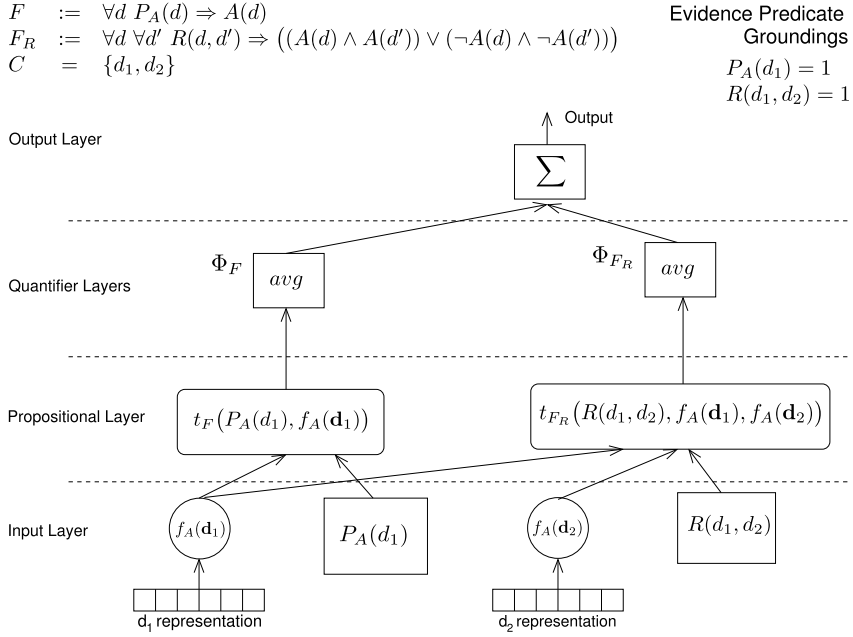 F := ∀d P_A(d) ⇒ A(d)
F_R := ∀d ∀d′ R(d, d′) ⇒ ((A(d) ∧ A(d′)) ∨ (¬A(d) ∧ ¬A(d′)))
C = {d_1, d_2}
Evidence Predicate
Groundings
P_A(d_1) = 1
R(d_1, d_2) = 1
Output
Output Layer
∑
Φ_F
avg
Φ_{F_R}
avg
Quantifier Layers
Propositional Layer
t_F(P_A(d_1), f_A(𝐝_1))
t_{F_R}(R(d_1, d_2), f_A(𝐝_1), f_A(𝐝_2))
Input Layer
f_A(𝐝_1)
P_A(d_1)
f_A(𝐝_2)
R(d_1, d_2)
d_1 representation
d_2 representation